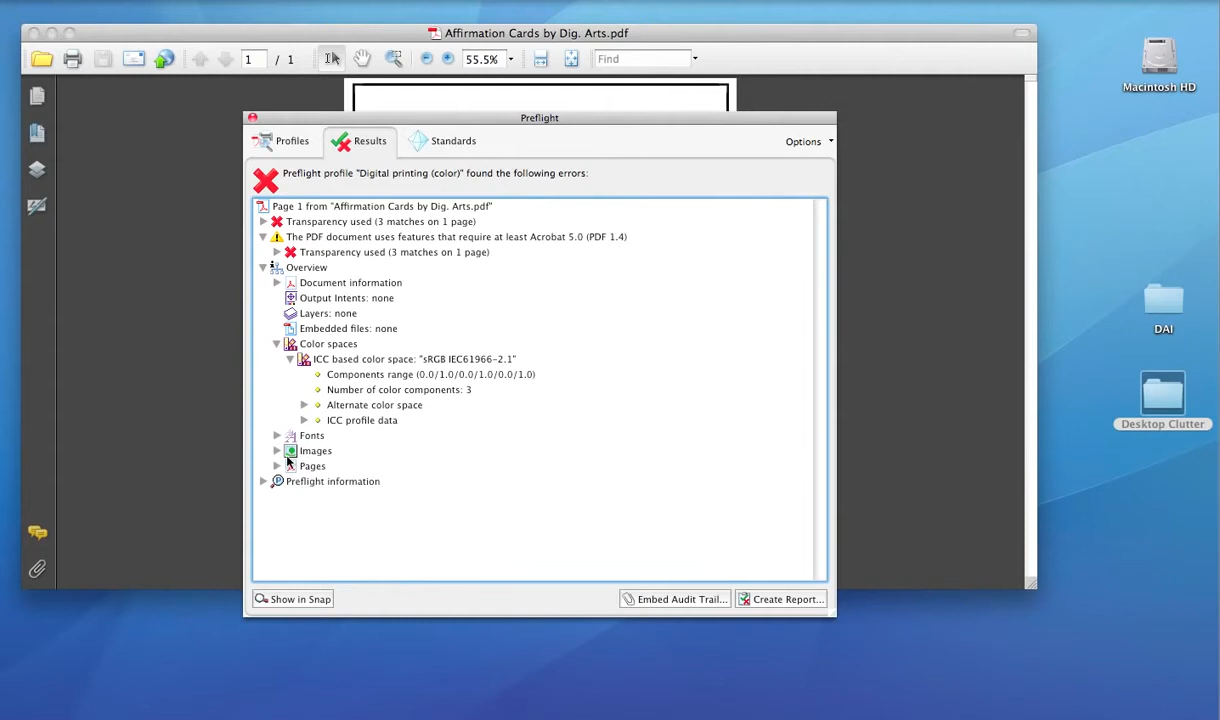 Affirmation Cards by Dig. Arts.pdf
1 / 1
55.5%
Find
Macintosh HD
Preflight
Profiles
Results
Standards
Options
Preflight profile "Digital printing (color)" found the following errors:
Page 1 from "Affirmation Cards by Dig. Arts.pdf"
Transparency used (3 matches on 1 page)
The PDF document uses features that require at least Acrobat 5.0 (PDF 1.4)
Transparency used (3 matches on 1 page)
Overview
Document information
Output Intents: none
Layers: none
Embedded files: none
Color spaces
ICC based color space: "sRGB IEC61966-2.1"
Components range (0.0/1.0/0.0/1.0/0.0/1.0)
Number of color components: 3
Alternate color space
ICC profile data
Fonts
Images
Pages
Preflight information
DAI
Desktop Clutter
Show in Snap
Embed Audit Trail...
Create Report...